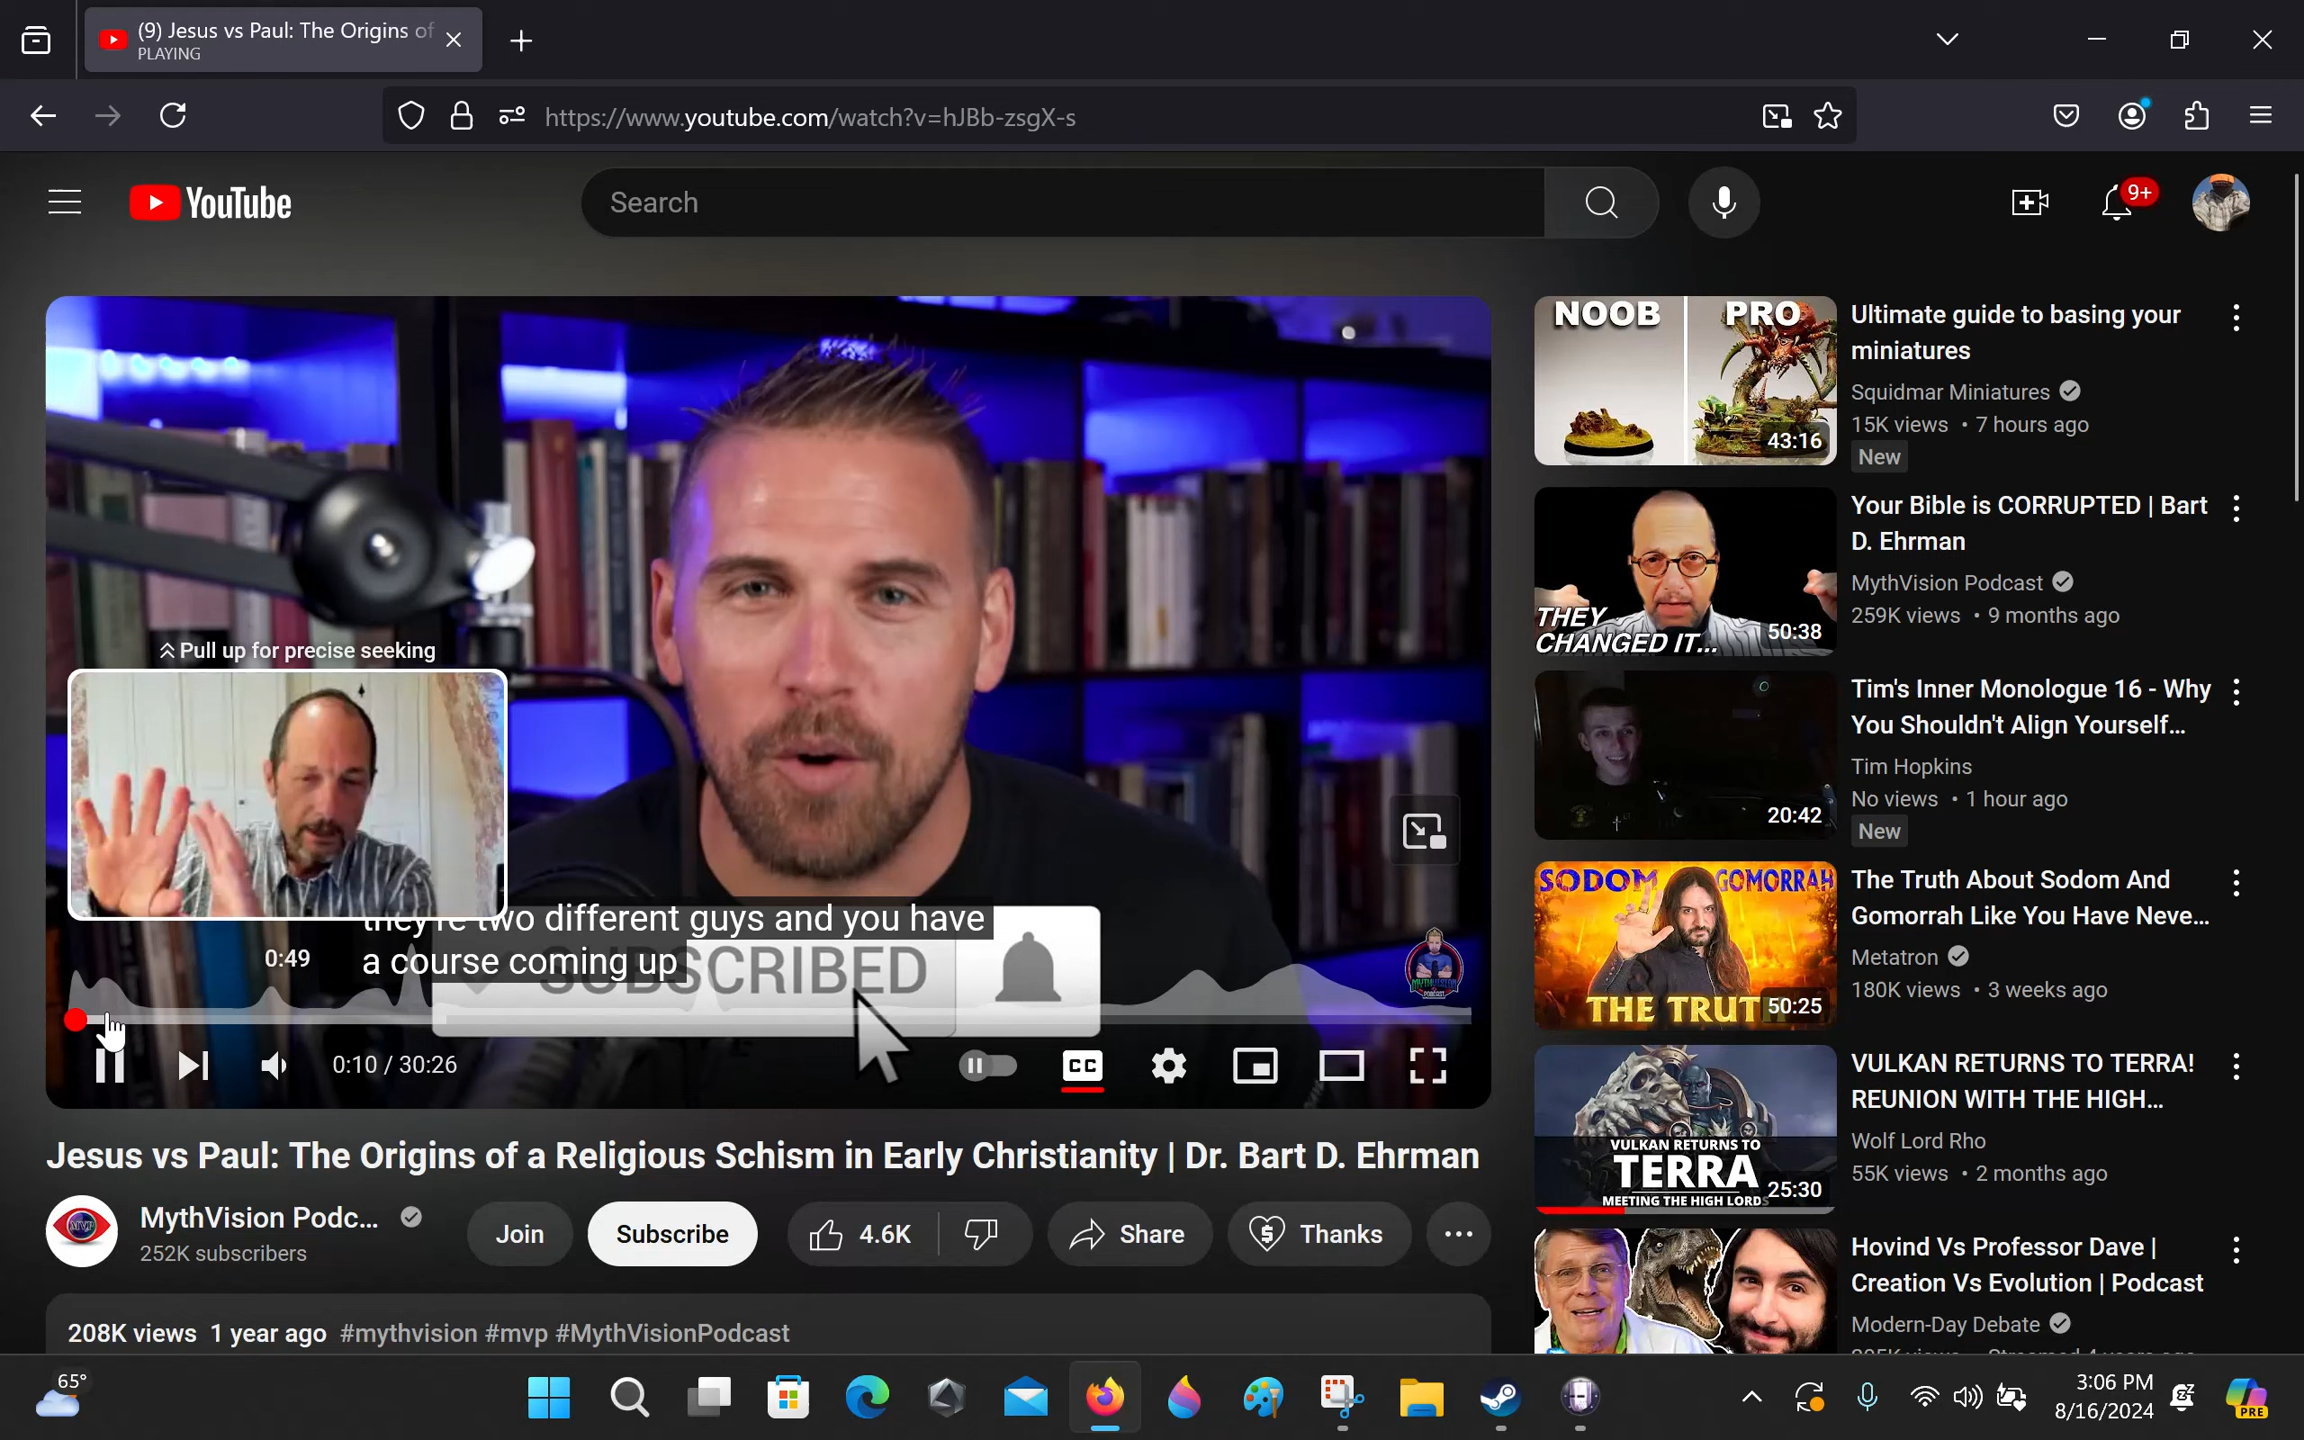 (9) Jesus vs Paul: The Origins of
PLAYING
https://www.youtube.com/watch?v=hJBb-zsgX-s
YouTube
Search
9+
Pull up for precise seeking
they're two different guys and you have
a course coming up
SUBSCRIBED
0:49
0:10 / 30:26
CC
Jesus vs Paul: The Origins of a Religious Schism in Early Christianity | Dr. Bart D. Ehrman
MythVision Podc...
252K subscribers
Join
Subscribe
4.6K
Share
Thanks
208K views 1 year ago #mythvision #mvp #MythVisionPodcast
NOOB PRO
43:16
Ultimate guide to basing your
miniatures
Squidmar Miniatures
15K views • 7 hours ago
New
THEY
CHANGED IT...
50:38
Your Bible is CORRUPTED | Bart
D. Ehrman
MythVision Podcast
259K views • 9 months ago
20:42
Tim's Inner Monologue 16 - Why
You Shouldn't Align Yourself...
Tim Hopkins
No views • 1 hour ago
New
SODOM GOMORRAH
THE TRUT
50:25
The Truth About Sodom And
Gomorrah Like You Have Neve...
Metatron
180K views • 3 weeks ago
VULKAN RETURNS TO
TERRA
MEETING THE HIGH LORDS
25:30
VULKAN RETURNS TO TERRA!
REUNION WITH THE HIGH...
Wolf Lord Rho
55K views • 2 months ago
Hovind Vs Professor Dave |
Creation Vs Evolution | Podcast
Modern-Day Debate
65°
3:06 PM
8/16/2024
PRE